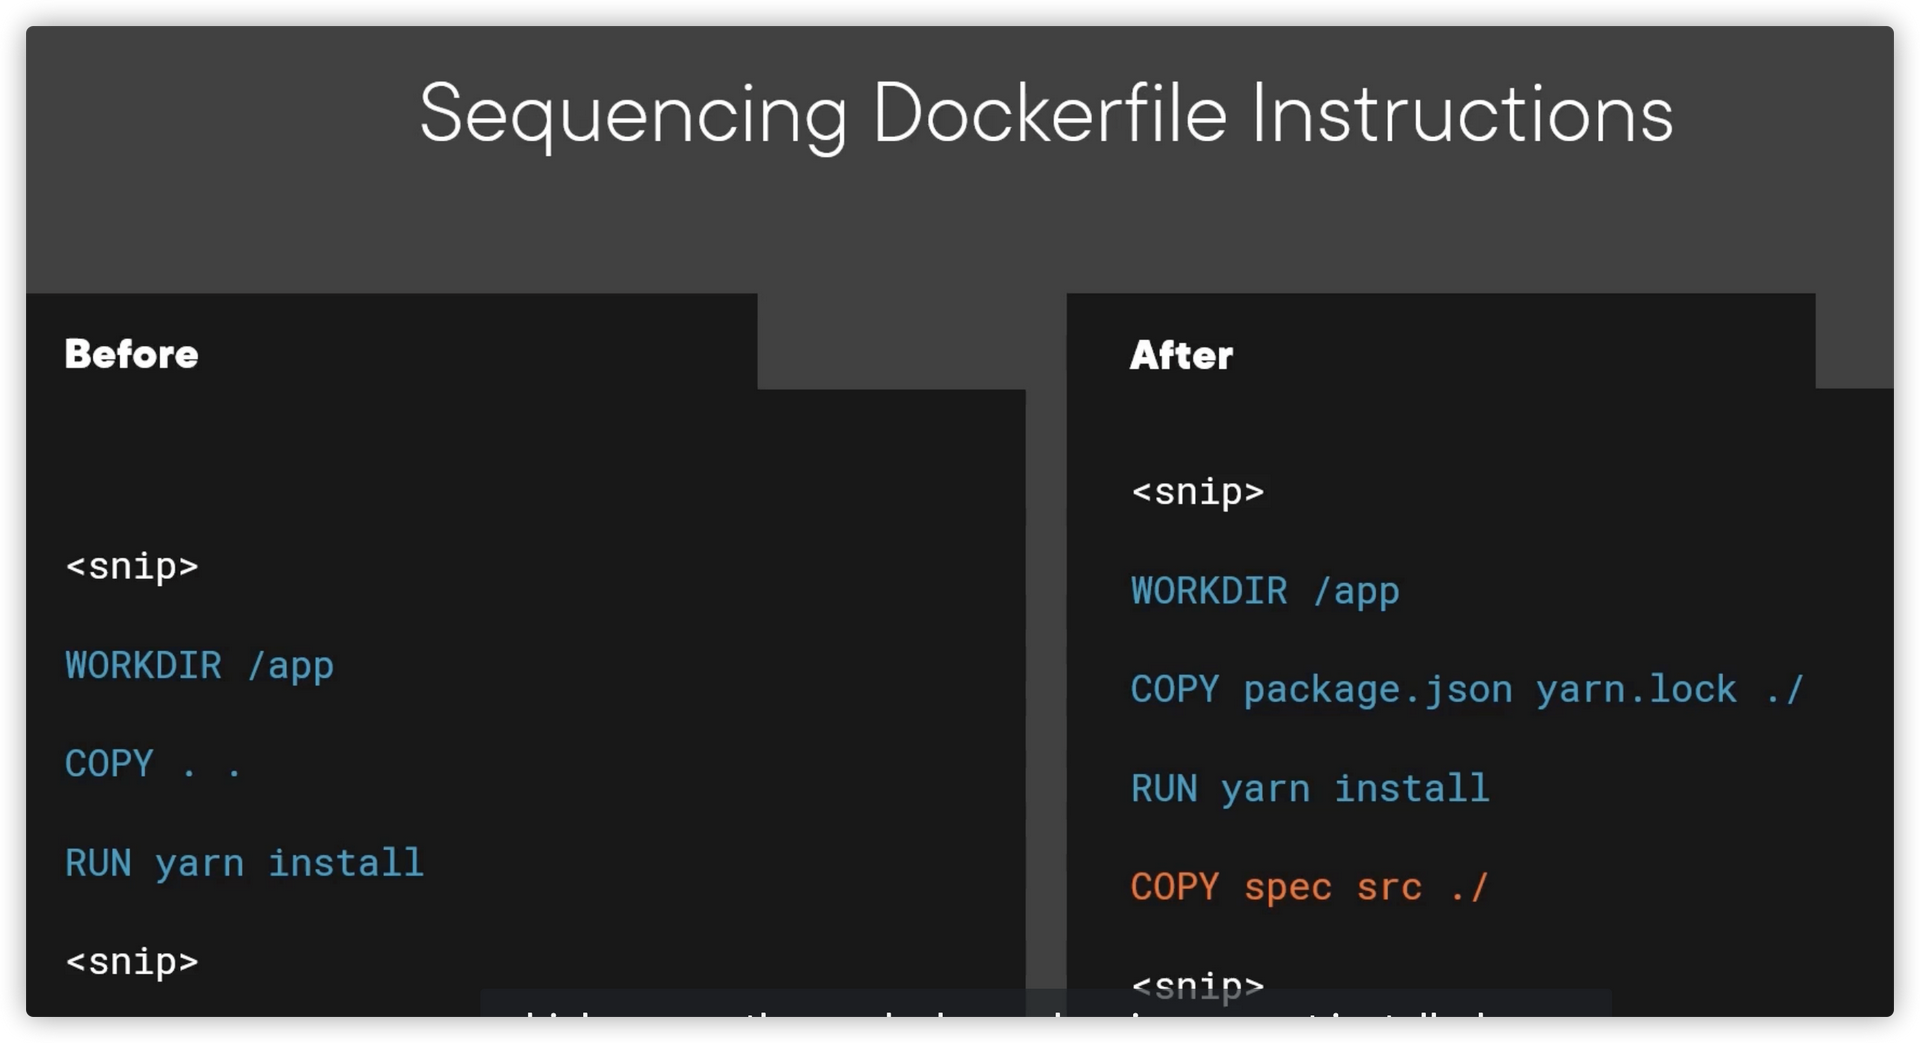 Sequencing Dockerfile Instructions
Before
<snip>
WORKDIR /app
COPY . .
RUN yarn install
<snip>
After
<snip>
WORKDIR /app
COPY package.json yarn.lock ./
RUN yarn install
COPY spec src ./
<snip>